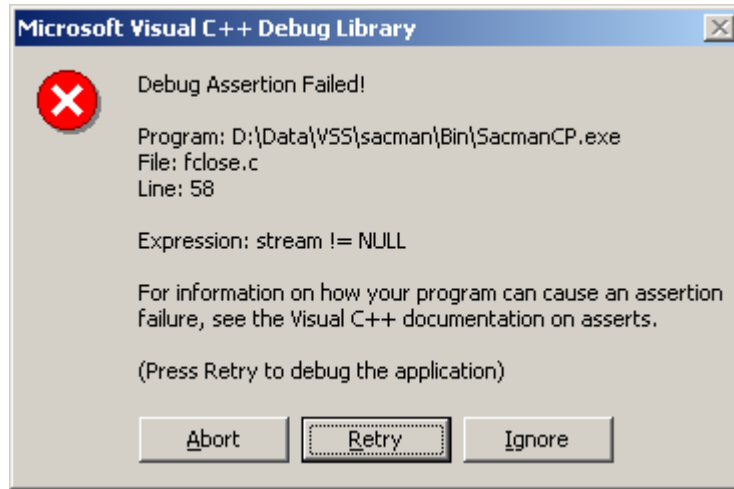 Microsoft Visual C++ Debug Library
Debug Assertion Failed!
Program: D:\Data\VSS\sacman\Bin\SacmanCP.exe
File: fclose.c
Line: 58
Expression: stream != NULL
For information on how your program can cause an assertion
failure, see the Visual C++ documentation on asserts.
(Press Retry to debug the application)
Abort Retry Ignore